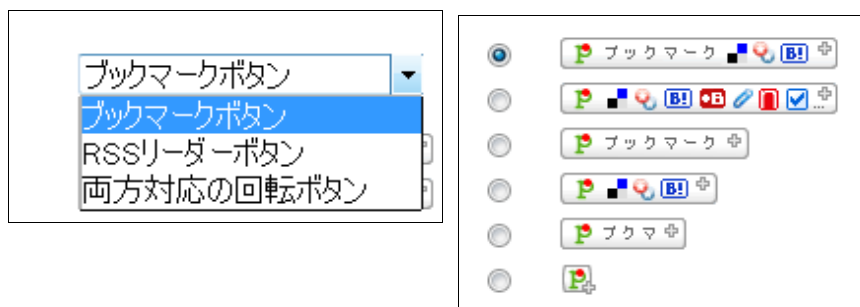 ブックマークボタン
ブックマークボタン
RSSリーダーボタン
両方対応の回転ボタン
ブックマーク B!
B! +B
ブックマーク
B!
ブクマ